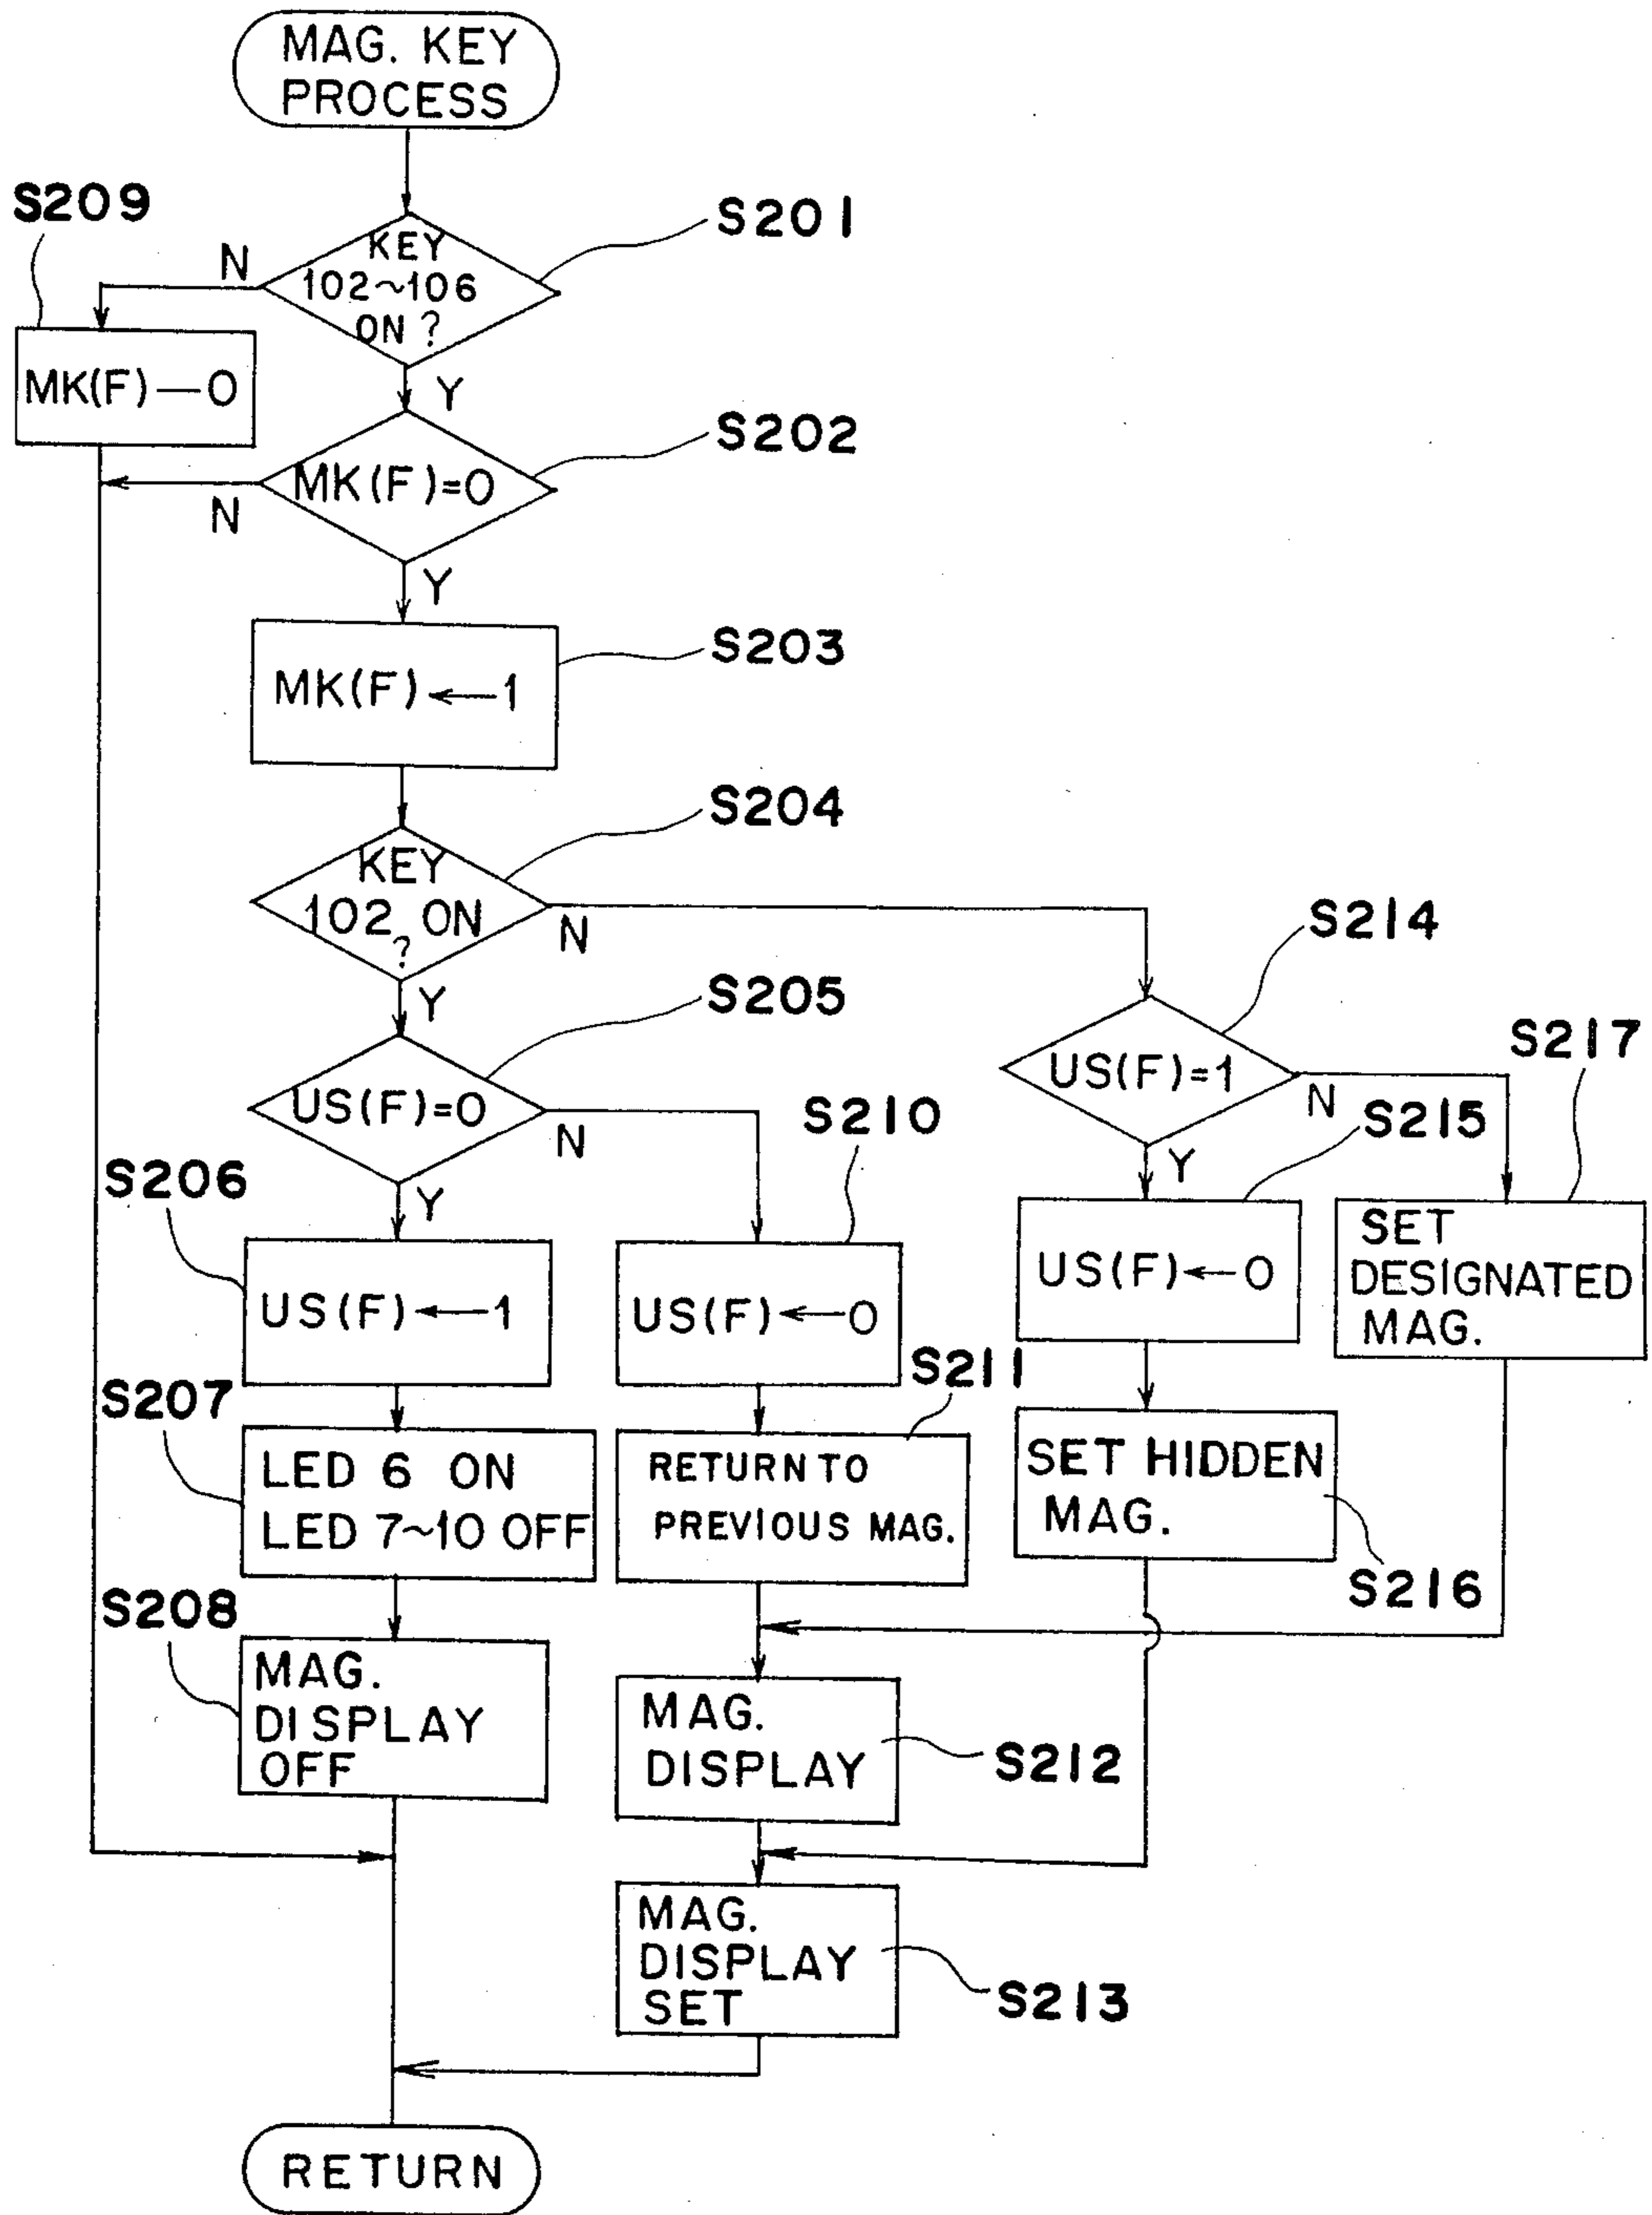 MAG. KEY
PROCESS
S209
S201
N
KEY
102~106
ON ?
MK(F) — 0
Y
S202
MK(F)=0
N
Y
S203
MK(F) ← 1
S204
KEY
102 ON
?
N
S214
Y
S205
US(F)=1
S217
US(F)=0
N
S210
N
S215
S206
Y
Y
US(F) ← 1
US(F) ← 0
US(F) ← 0
SET
DESIGNATED
MAG.
S207
S211
LED 6 ON
LED 7~10 OFF
RETURN TO
PREVIOUS MAG.
SET HIDDEN
MAG.
S216
S208
MAG.
DISPLAY
OFF
MAG.
DISPLAY
S212
MAG.
DISPLAY
SET
S213
RETURN